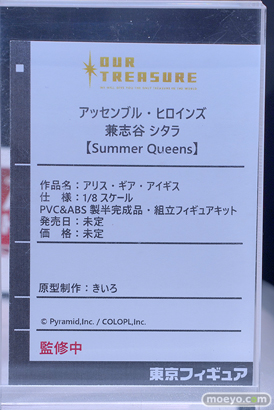 OUR
TREASURE
アッセンブル・ヒロインズ
兼志谷 シタラ
【Summer Queens】
作品名：アリス・ギア・アイギス
仕　様：1/8 スケール
PVC&ABS 製半完成品・組立フィギュアキット
発売日：未定
価　格：未定
原型制作：きいろ
© Pyramid,Inc. / COLOPL,Inc.
監修中
東京フィギュア
moeyo.com